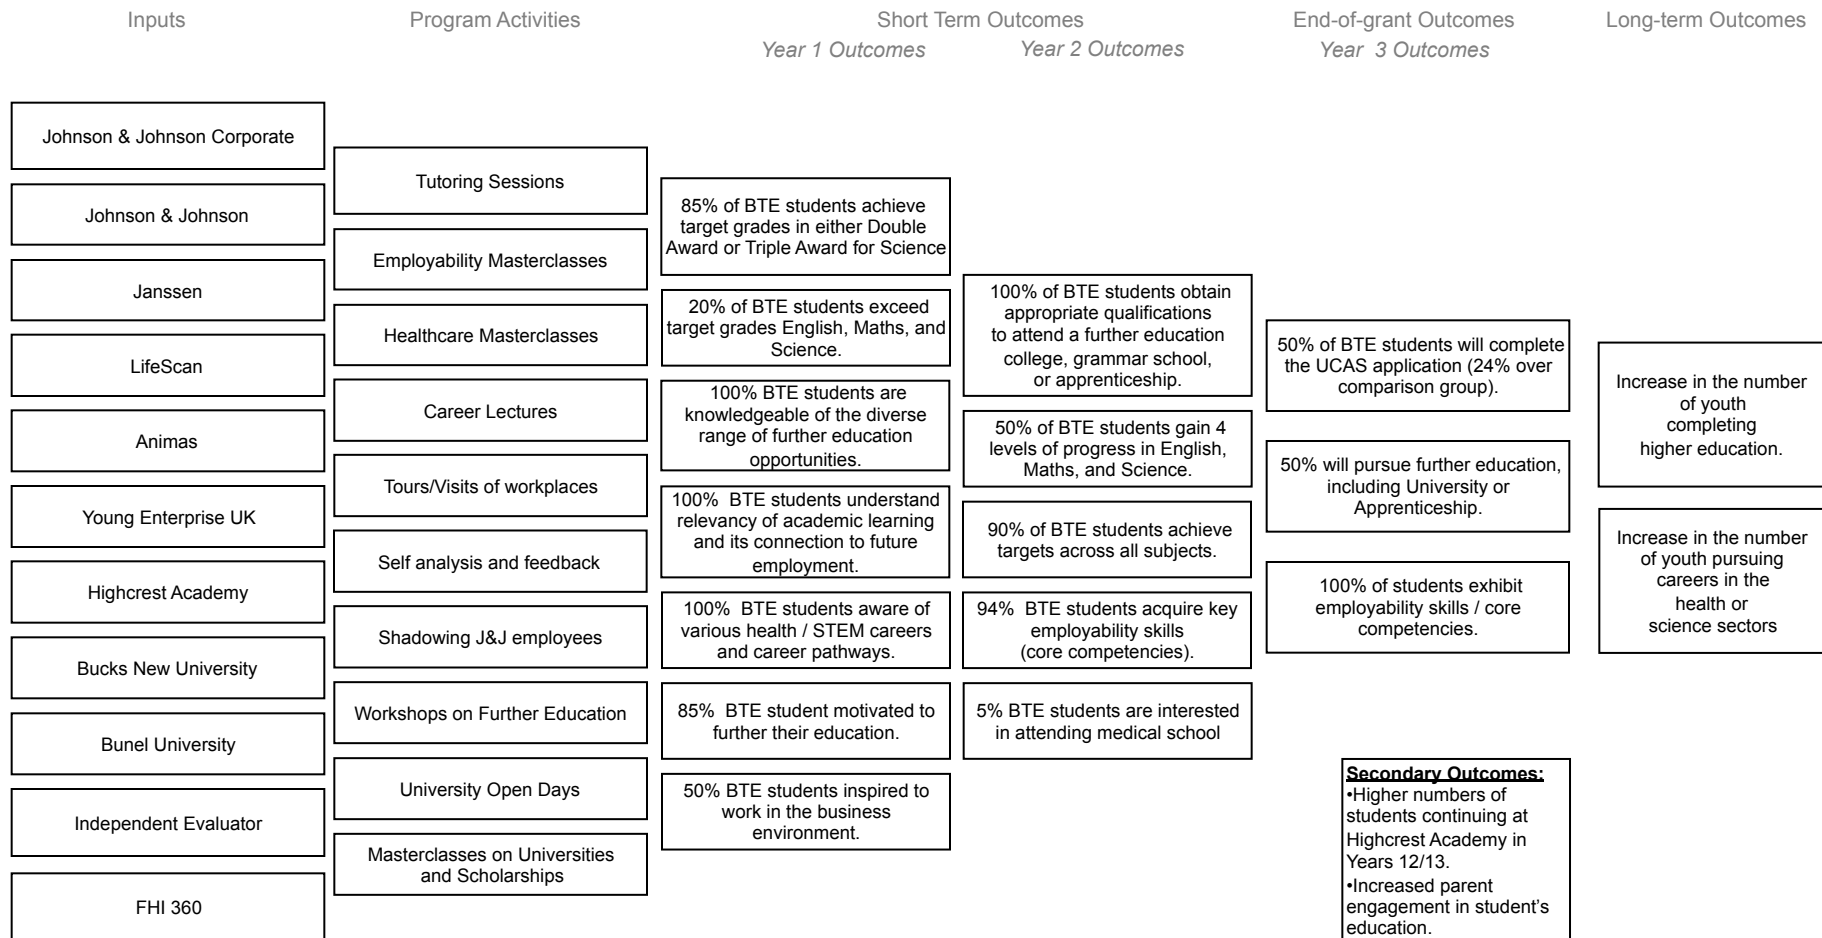 Inputs
Program Activities
Short Term Outcomes
End-of-grant Outcomes
Long-term Outcomes
Year 1 Outcomes
Year 2 Outcomes
Year  3 Outcomes
Johnson & Johnson Corporate
Johnson & Johnson
Janssen
LifeScan
Animas
Young Enterprise UK
Highcrest Academy
Bucks New University
Bunel University
Independent Evaluator
FHI 360
Tutoring Sessions
Employability Masterclasses
Healthcare Masterclasses
Career Lectures
Tours/Visits of workplaces
Self analysis and feedback
Shadowing J&J employees
Workshops on Further Education
University Open Days
Masterclasses on Universities
and Scholarships
85% of BTE students achieve
target grades in either Double
Award or Triple Award for Science
20% of BTE students exceed
target grades English, Maths, and
Science.
100% BTE students are
knowledgeable of the diverse
range of further education
opportunities.
100%  BTE students understand
relevancy of academic learning
and its connection to future
employment.
100%  BTE students aware of
various health / STEM careers
and career pathways.
85%  BTE student motivated to
further their education.
50% BTE students inspired to
work in the business
environment.
100% of BTE students obtain
appropriate qualifications
to attend a further education
college, grammar school,
or apprenticeship.
50% of BTE students gain 4
levels of progress in English,
Maths, and Science.
90% of BTE students achieve
targets across all subjects.
94%  BTE students acquire key
employability skills
(core competencies).
5% BTE students are interested
in attending medical school
50% of BTE students will complete
the UCAS application (24% over
comparison group).
50% will pursue further education,
including University or
Apprenticeship.
100% of students exhibit
employability skills / core
competencies.
Secondary Outcomes:
•Higher numbers of
students continuing at
Highcrest Academy in
Years 12/13.
•Increased parent
engagement in student's
education.
Increase in the number
of youth
completing
higher education.
Increase in the number
of youth pursuing
careers in the
health or
science sectors